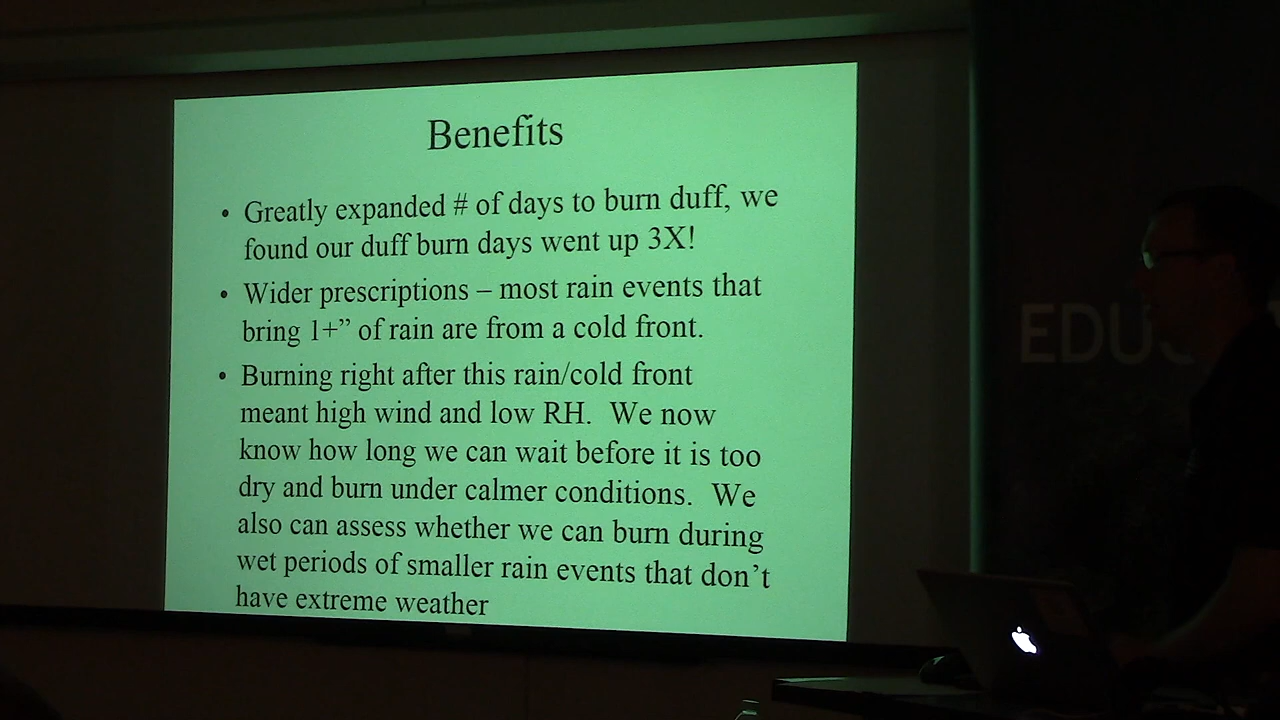 Benefits
• Greatly expanded # of days to burn duff, we
found our duff burn days went up 3X!
• Wider prescriptions – most rain events that
bring 1+” of rain are from a cold front.
• Burning right after this rain/cold front
meant high wind and low RH. We now
know how long we can wait before it is too
dry and burn under calmer conditions. We
also can assess whether we can burn during
wet periods of smaller rain events that don’t
have extreme weather